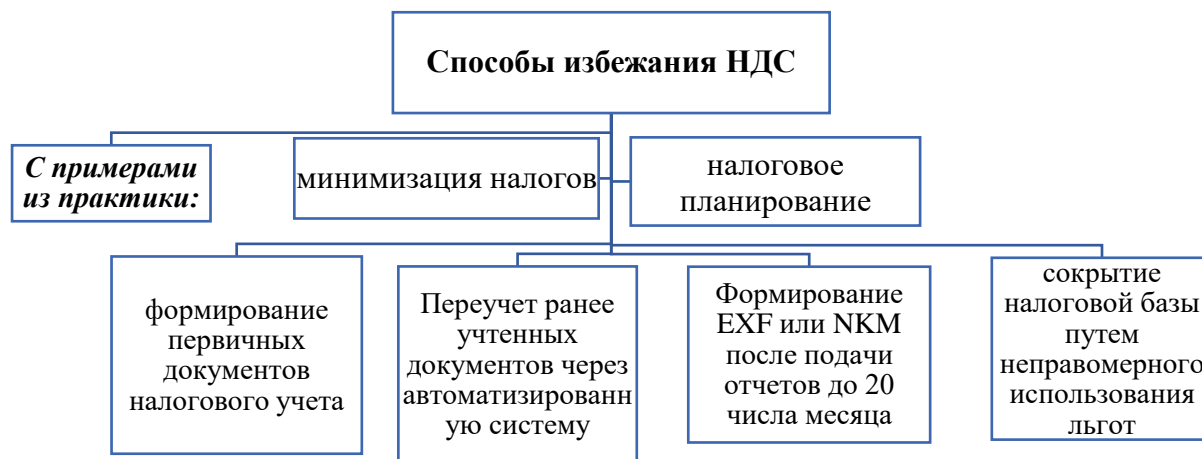 Способы избежания НДС
С примерами
из практики:
минимизация налогов
налоговое
планирование
формирование
первичных
документов
налогового учета
Переучет ранее
учтенных
документов через
автоматизированн
ую систему
Формирование
EXF или NKM
после подачи
отчетов до 20
числа месяца
сокрытие
налоговой базы
путем
неправомерного
использования
льгот